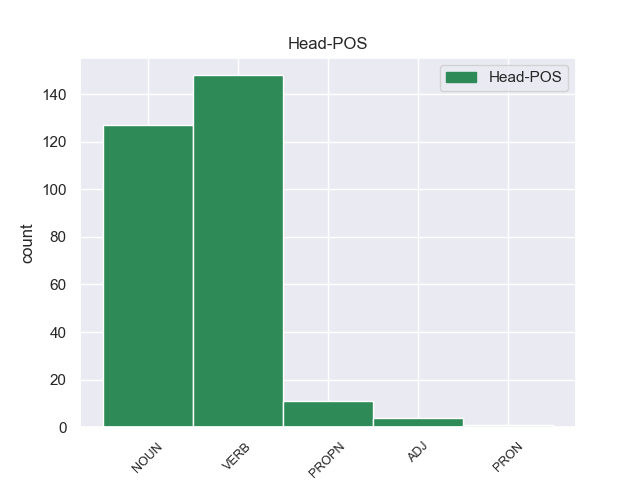 Head-POS
Head-POS
140
120
100
80
60
40
20
0
count
NOUN
VERB
PROPN
ADJ
PRON